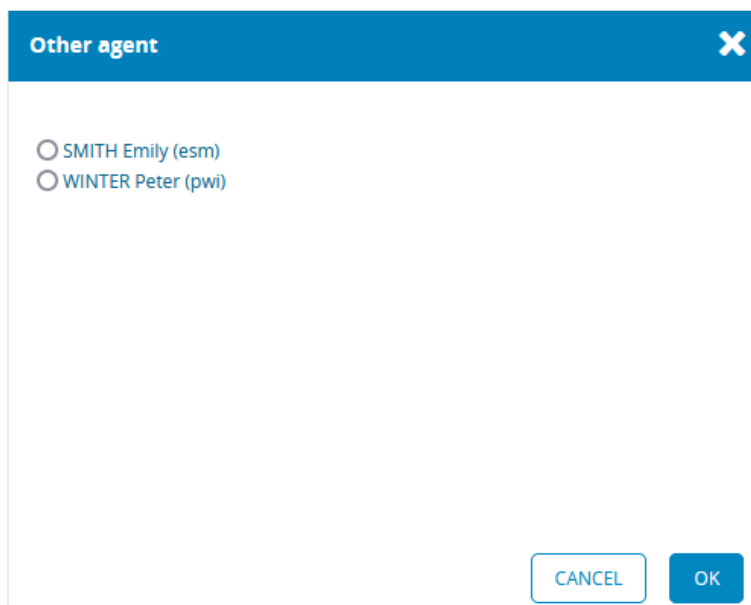 Other agent
SMITH Emily (esm)
WINTER Peter (pwi)
CANCEL OK